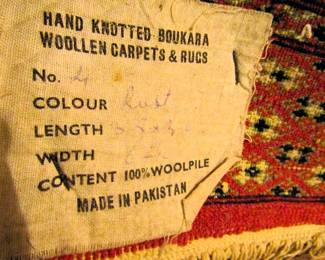 HAND KNOTTED BOUKARA
WOOLLEN CARPETS & RUGS
No. 4
COLOUR Rust
LENGTH
WIDTH
CONTENT 100% WOOLPILE
MADE IN PAKISTAN